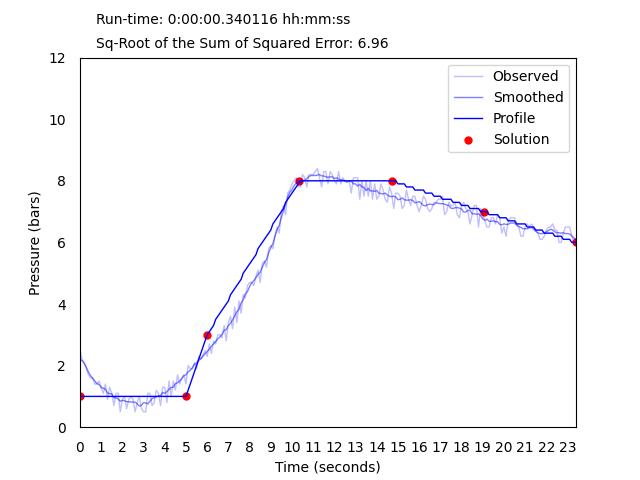 Run-time: 0:00:00.340116 hh:mm:ss
Sq-Root of the Sum of Squared Error: 6.96
12
10
8
6
4
2
0
Pressure (bars)
Observed
Smoothed
Profile
Solution
0 1 2 3 4 5 6 7 8 9 10 11 12 13 14 15 16 17 18 19 20 21 22 23
Time (seconds)